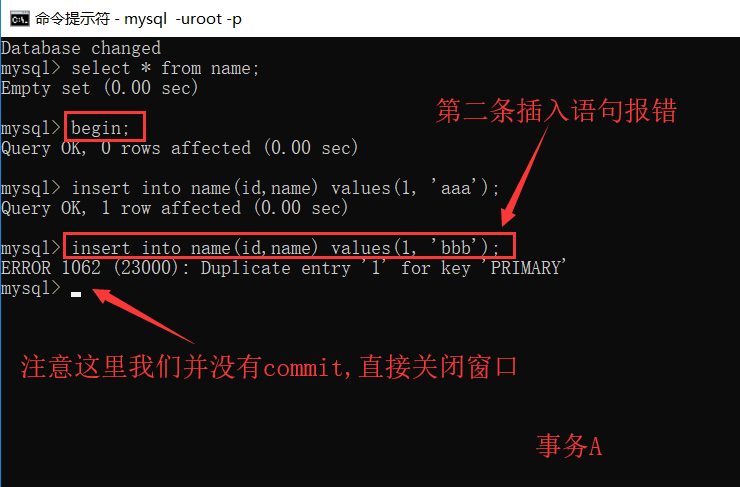 命令提示符 - mysql  -uroot -p
Database changed
mysql> select * from name;
Empty set (0.00 sec)
mysql> begin;
Query OK, 0 rows affected (0.00 sec)
第二条插入语句报错
mysql> insert into name(id,name) values(1, 'aaa');
Query OK, 1 row affected (0.00 sec)
mysql> insert into name(id,name) values(1, 'bbb');
ERROR 1062 (23000): Duplicate entry '1' for key 'PRIMARY'
mysql>
注意这里我们并没有commit,直接关闭窗口
事务A